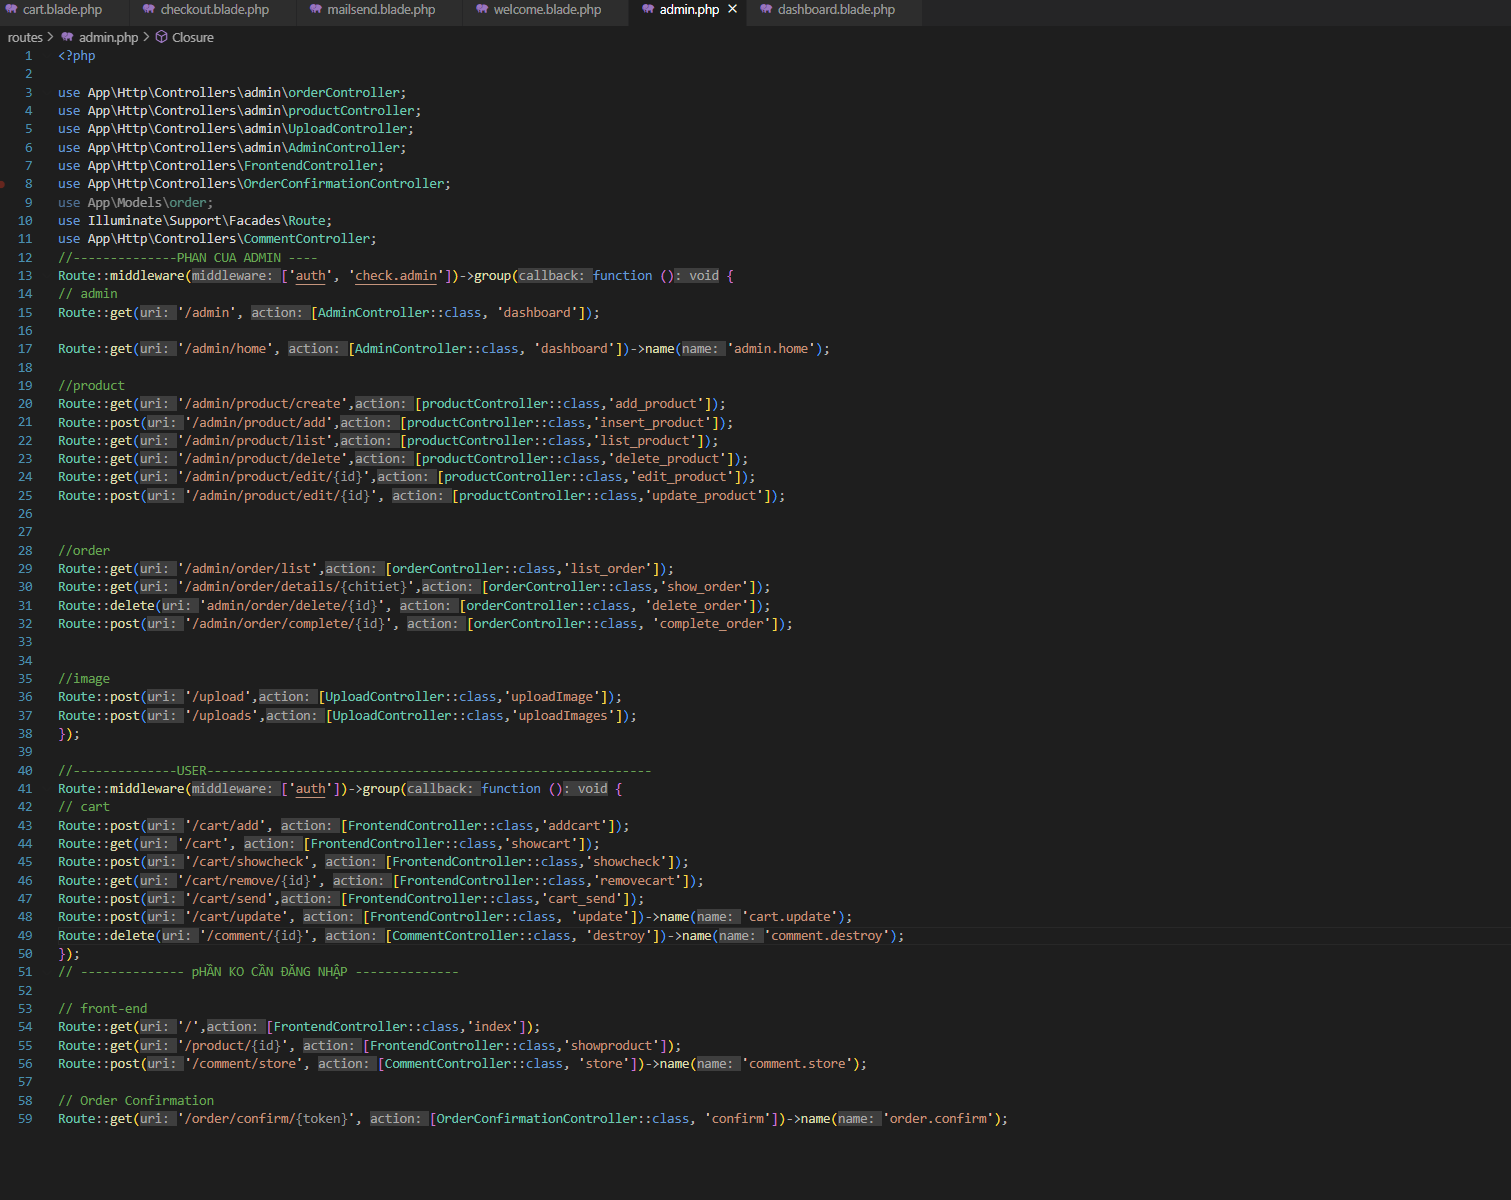 cart.blade.php checkout.blade.php mailsend.blade.php welcome.blade.php admin.php × dashboard.blade.php
routes > admin.php > Closure
1 <?php
2
3 use App\Http\Controllers\admin\orderController;
4 use App\Http\Controllers\admin\productController;
5 use App\Http\Controllers\admin\UploadController;
6 use App\Http\Controllers\admin\AdminController;
7 use App\Http\Controllers\FrontendController;
8 use App\Http\Controllers\OrderConfirmationController;
9 use App\Models\order;
10 use Illuminate\Support\Facades\Route;
11 use App\Http\Controllers\CommentController;
12 //--------------PHAN CUA ADMIN ----
13 Route::middleware(middleware: ['auth', 'check.admin'])->group(callback: function (): void {
14 // admin
15 Route::get(uri: '/admin', action: [AdminController::class, 'dashboard']);
16
17 Route::get(uri: '/admin/home', action: [AdminController::class, 'dashboard'])->name(name: 'admin.home');
18
19 //product
20 Route::get(uri: '/admin/product/create',action: [productController::class,'add_product']);
21 Route::post(uri: '/admin/product/add',action: [productController::class,'insert_product']);
22 Route::get(uri: '/admin/product/list',action: [productController::class,'list_product']);
23 Route::get(uri: '/admin/product/delete',action: [productController::class,'delete_product']);
24 Route::get(uri: '/admin/product/edit/{id}',action: [productController::class,'edit_product']);
25 Route::post(uri: '/admin/product/edit/{id}', action: [productController::class,'update_product']);
26
27
28 //order
29 Route::get(uri: '/admin/order/list',action: [orderController::class,'list_order']);
30 Route::get(uri: '/admin/order/details/{chitiet}',action: [orderController::class,'show_order']);
31 Route::delete(uri: 'admin/order/delete/{id}', action: [orderController::class, 'delete_order']);
32 Route::post(uri: '/admin/order/complete/{id}', action: [orderController::class, 'complete_order']);
33
34
35 //image
36 Route::post(uri: '/upload',action: [UploadController::class,'uploadImage']);
37 Route::post(uri: '/uploads',action: [UploadController::class,'uploadImages']);
38 });
39
40 //--------------USER------------------------------------------------------------
41 Route::middleware(middleware: ['auth'])->group(callback: function (): void {
42 // cart
43 Route::post(uri: '/cart/add', action: [FrontendController::class,'addcart']);
44 Route::get(uri: '/cart', action: [FrontendController::class,'showcart']);
45 Route::post(uri: '/cart/showcheck', action: [FrontendController::class,'showcheck']);
46 Route::get(uri: '/cart/remove/{id}', action: [FrontendController::class,'removecart']);
47 Route::post(uri: '/cart/send',action: [FrontendController::class,'cart_send']);
48 Route::post(uri: '/cart/update', action: [FrontendController::class, 'update'])->name(name: 'cart.update');
49 Route::delete(uri: '/comment/{id}', action: [CommentController::class, 'destroy'])->name(name: 'comment.destroy');
50 });
51 // -------------- pHẦN KO CẦN ĐĂNG NHẬP --------------
52
53 // front-end
54 Route::get(uri: '/',action: [FrontendController::class,'index']);
55 Route::get(uri: '/product/{id}', action: [FrontendController::class,'showproduct']);
56 Route::post(uri: '/comment/store', action: [CommentController::class, 'store'])->name(name: 'comment.store');
57
58 // Order Confirmation
59 Route::get(uri: '/order/confirm/{token}', action: [OrderConfirmationController::class, 'confirm'])->name(name: 'order.confirm');